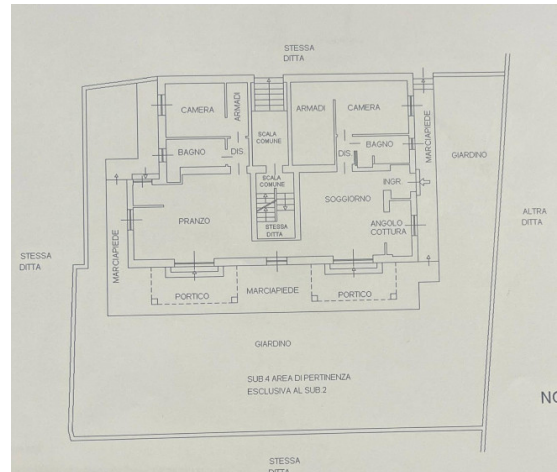 STESSA
DITTA
CAMERA
ARMADI
ARMADI
CAMERA
SCALA
COMUNE
BAGNO
DIS.
DIS.
BAGNO
MARCIAPIEDE
GIARDINO
SCALA
COMUNE
INGR.
SOGGIORNO
PRANZO
STESSA
DITTA
ANGOLO
COTTURA
ALTRA
DITTA
STESSA
DITTA
MARCIAPIEDE
PORTICO
MARCIAPIEDE
PORTICO
GIARDINO
SUB 4 AREA DI PERTINENZA
ESCLUSIVA AL SUB.2
NO
STESSA
DITTA